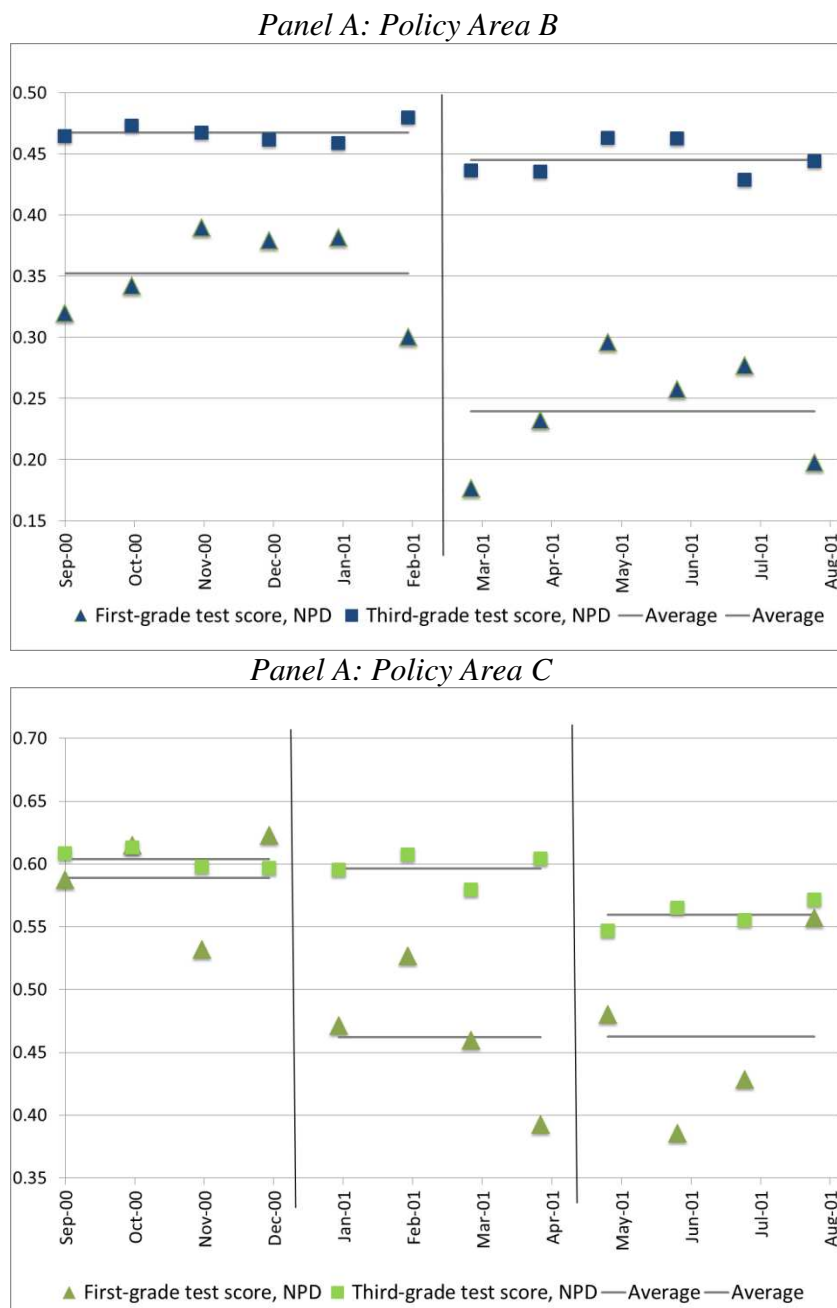 Panel A: Policy Area B
0.50
0.45
0.40
0.35
0.30
0.25
0.20
0.15
Sep-00 Oct-00 Nov-00 Dec-00 Jan-01 Feb-01 Mar-01 Apr-01 May-01 Jun-01 Jul-01 Aug-01
First-grade test score, NPD Third-grade test score, NPD Average Average
Panel A: Policy Area C
0.70
0.65
0.60
0.55
0.50
0.45
0.40
0.35
Sep-00 Oct-00 Nov-00 Dec-00 Jan-01 Feb-01 Mar-01 Apr-01 May-01 Jun-01 Jul-01 Aug-01
First-grade test score, NPD Third-grade test score, NPD Average Average